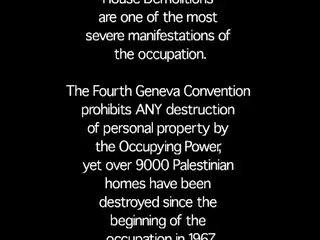 House Demolitions
are one of the most
severe manifestations of
the occupation.
The Fourth Geneva Convention
prohibits ANY destruction
of personal property by
the Occupying Power,
yet over 9000 Palestinian
homes have been
destroyed since the
beginning of the
occupation in 1967